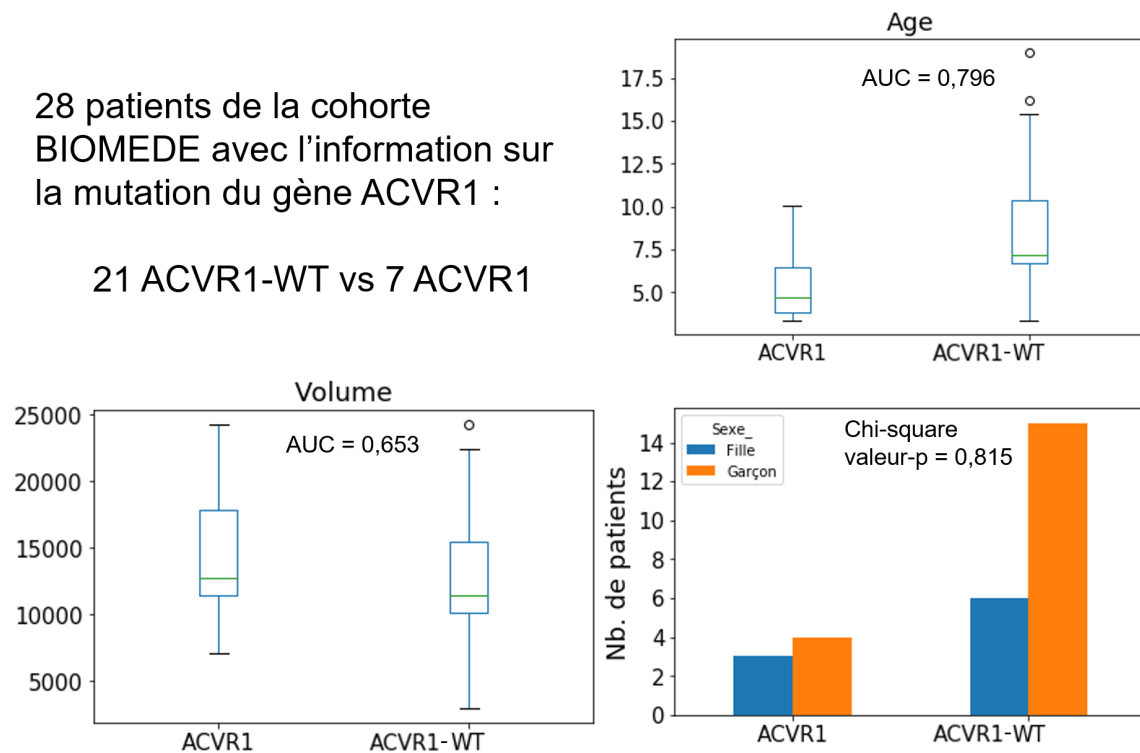 28 patients de la cohorte
BIOMEDE avec l’information sur
la mutation du gène ACVR1 :
21 ACVR1-WT vs 7 ACVR1
Age
AUC = 0,796
17.5
15.0
12.5
10.0
7.5
5.0
ACVR1
ACVR1-WT
Volume
AUC = 0,653
25000
20000
15000
10000
5000
ACVR1
ACVR1-WT
Sexe_
Fille
Garçon
Chi-square
valeur-p = 0,815
Nb. de patients
14
12
10
8
6
4
2
0
ACVR1
ACVR1-WT